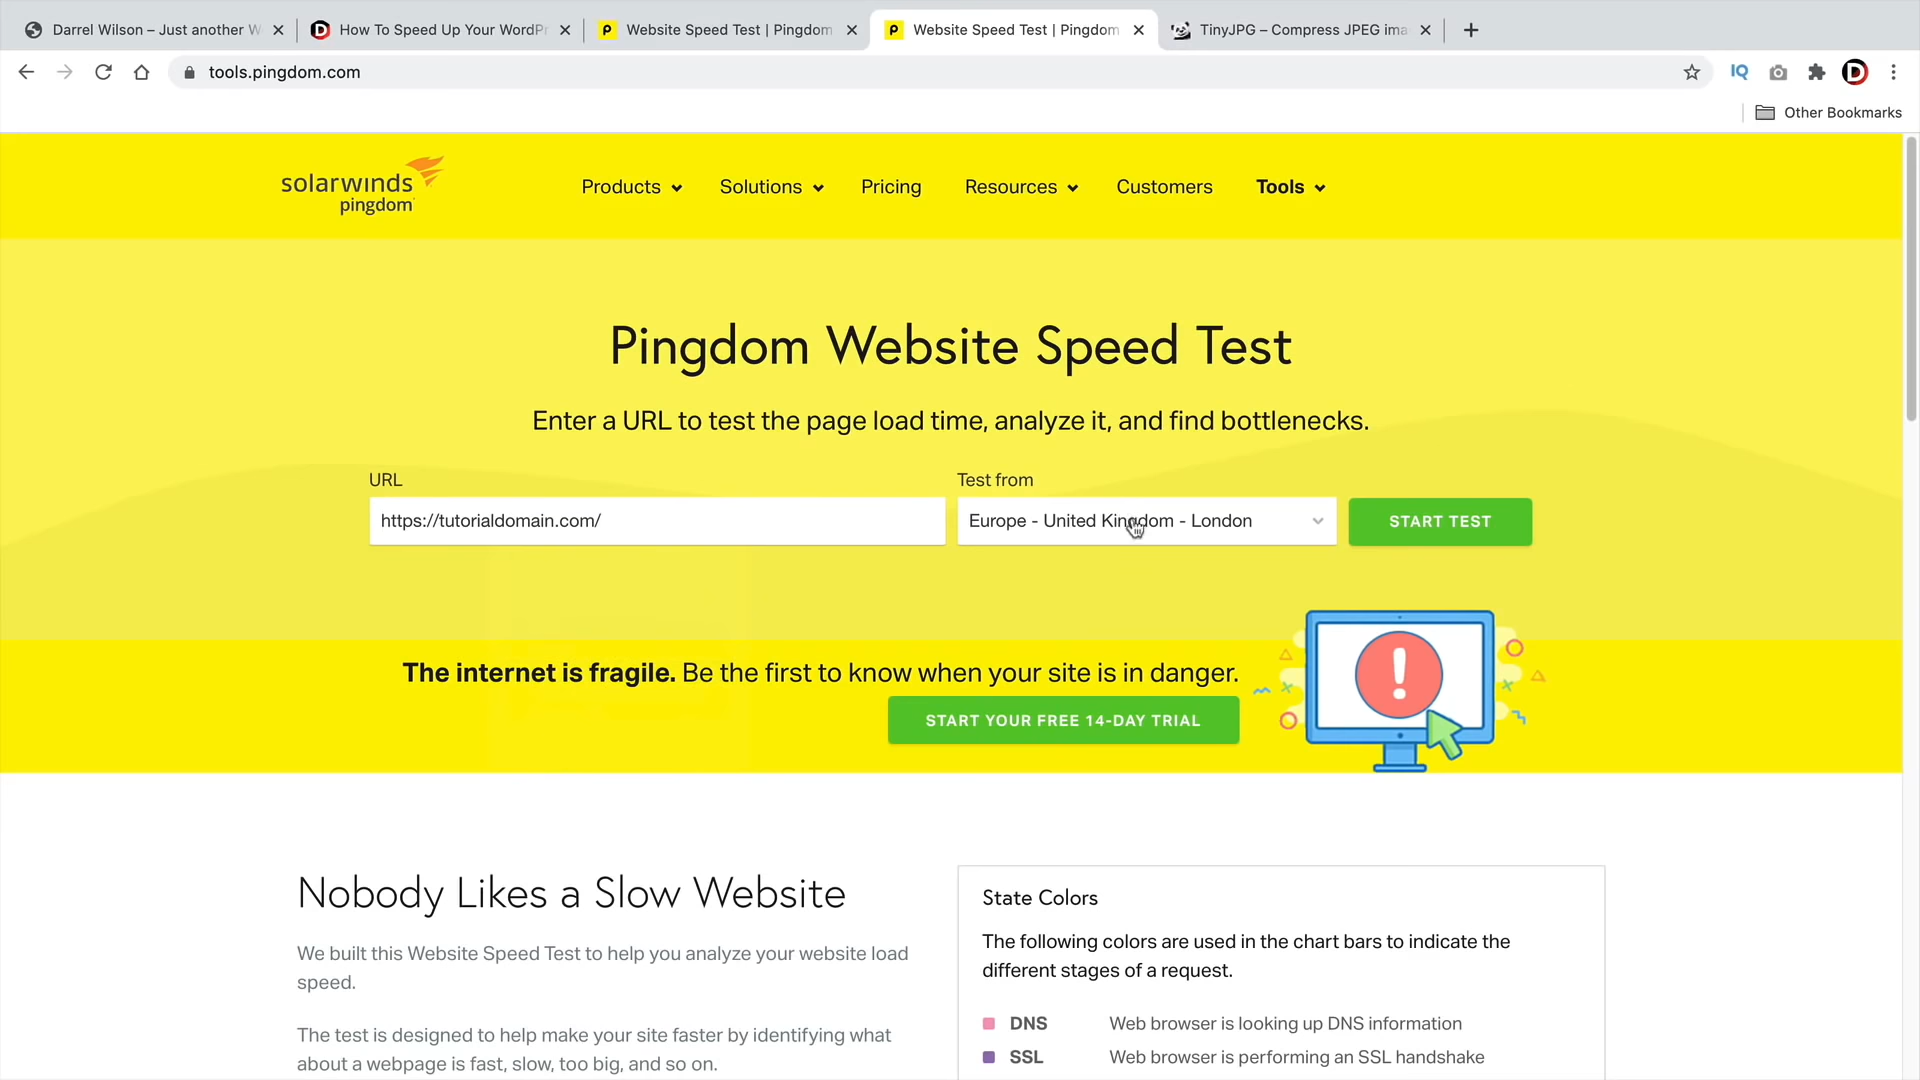 Darrel Wilson – Just another W
How To Speed Up Your WordPr
Website Speed Test | Pingdom
Website Speed Test | Pingdom
TinyJPG – Compress JPEG ima
tools.pingdom.com
IQ
Other Bookmarks
solarwinds
pingdom
Products
Solutions
Pricing
Resources
Customers
Tools
Pingdom Website Speed Test
Enter a URL to test the page load time, analyze it, and find bottlenecks.
URL
Test from
https://tutorialdomain.com/
Europe - United Kingdom - London
START TEST
The internet is fragile. Be the first to know when your site is in danger.
START YOUR FREE 14-DAY TRIAL
Nobody Likes a Slow Website
We built this Website Speed Test to help you analyze your website load
speed.
The test is designed to help make your site faster by identifying what
about a webpage is fast, slow, too big, and so on.
State Colors
The following colors are used in the chart bars to indicate the
different stages of a request.
DNS Web browser is looking up DNS information
SSL Web browser is performing an SSL handshake